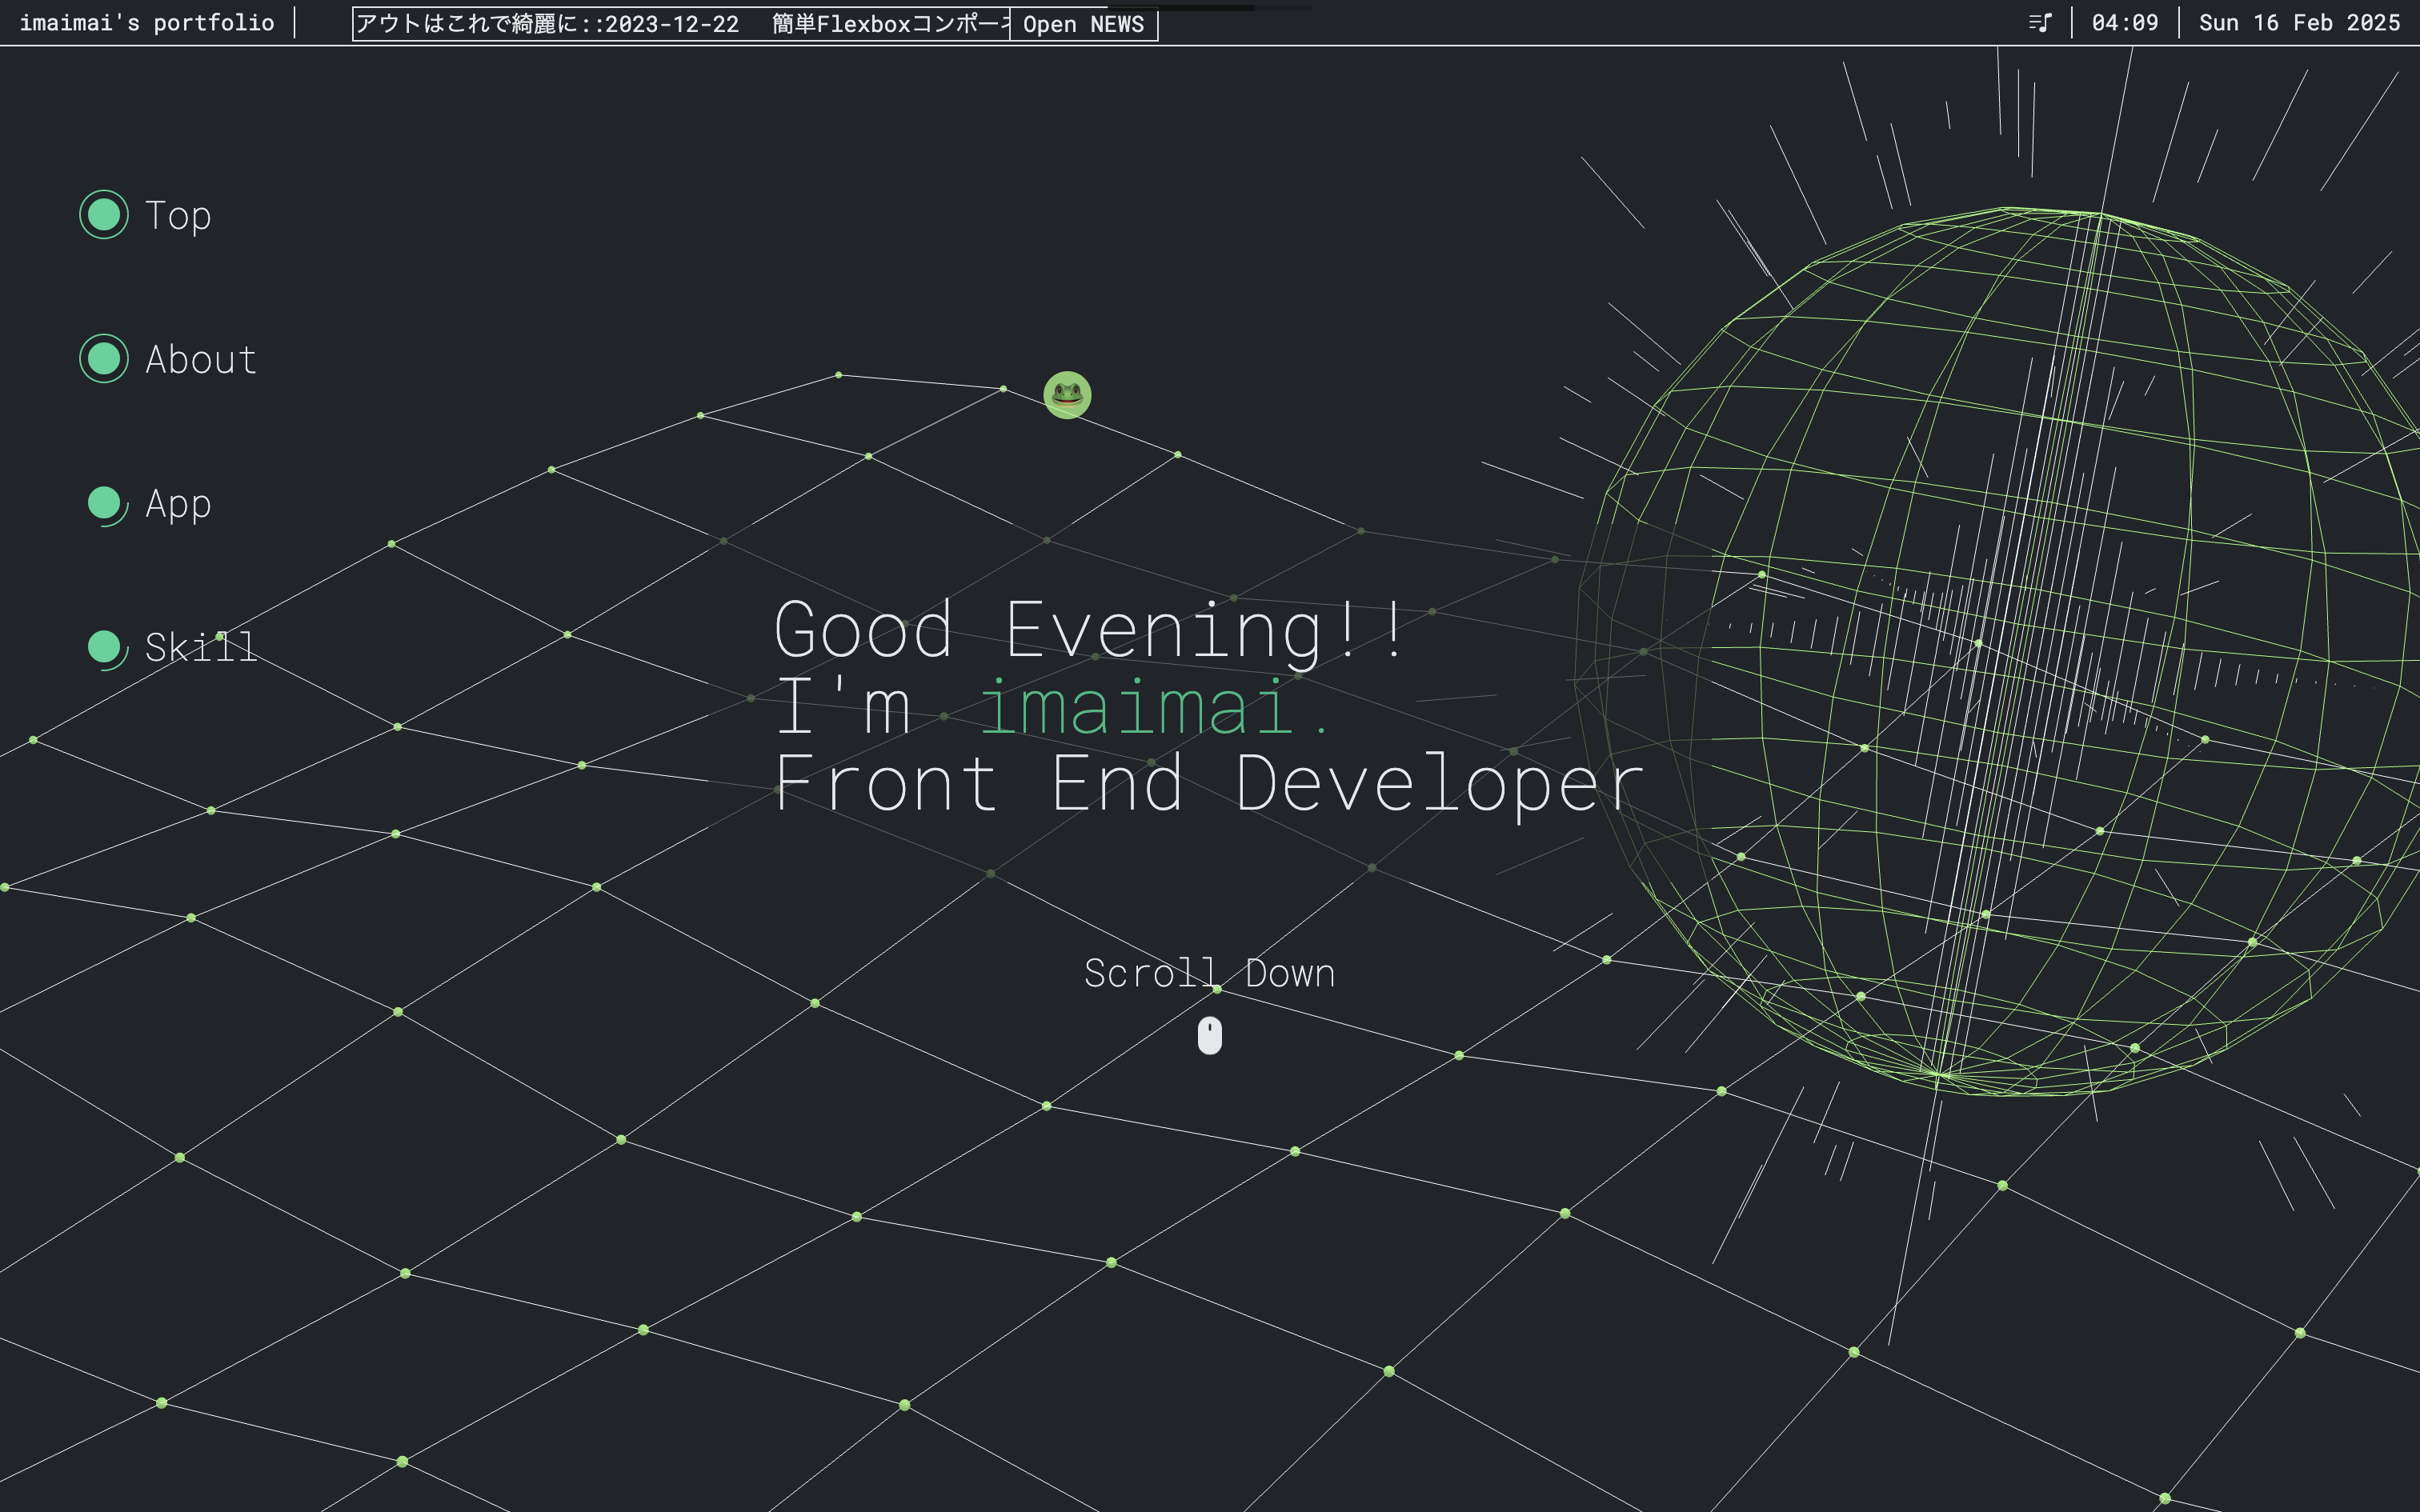 imaimai's portfolio
アウトはこれで綺麗に::2023-12-22 簡単Flexboxコンポー
Open NEWS
04:09
Sun 16 Feb 2025
Top
About
App
Skill
Good Evening!!
I'm imaimai.
Front End Developer
Scroll Down